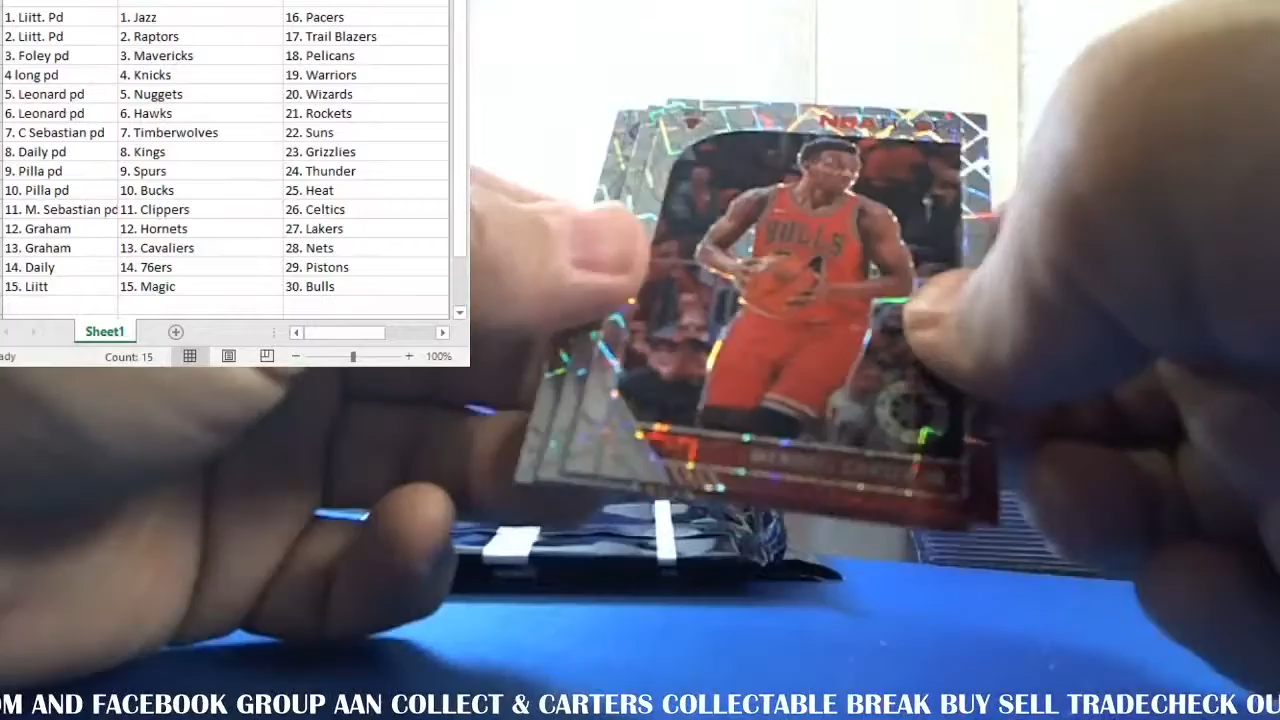 1. Liitt. Pd 1. Jazz 16. Pacers
2. Liitt. Pd 2. Raptors 17. Trail Blazers
3. Foley pd 3. Mavericks 18. Pelicans
4 long pd 4. Knicks 19. Warriors
5. Leonard pd 5. Nuggets 20. Wizards
6. Leonard pd 6. Hawks 21. Rockets
7. C Sebastian pd 7. Timberwolves 22. Suns
8. Daily pd 8. Kings 23. Grizzlies
9. Pilla pd 9. Spurs 24. Thunder
10. Pilla pd 10. Bucks 25. Heat
11. M. Sebastian pd 11. Clippers 26. Celtics
12. Graham 12. Hornets 27. Lakers
13. Graham 13. Cavaliers 28. Nets
14. Daily 14. 76ers 29. Pistons
15. Liitt 15. Magic 30. Bulls
Sheet1
ady Count: 15 100%
BULLS
OM AND FACEBOOK GROUP AAN COLLECT & CARTERS COLLECTABLE BREAK BUY SELL TRADECHECK OU